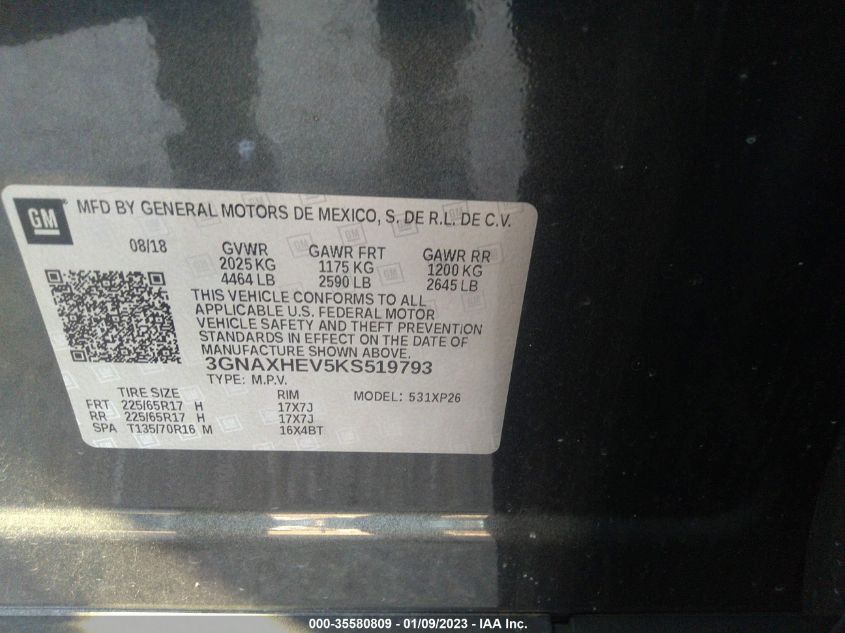 GM
MFD BY GENERAL MOTORS DE MEXICO, S. DE R.L. DE C.V.
08/18
GVWR GAWR FRT GAWR RR
2025 KG 1175 KG 1200 KG
4464 LB 2590 LB 2645 LB
THIS VEHICLE CONFORMS TO ALL
APPLICABLE U.S. FEDERAL MOTOR
VEHICLE SAFETY AND THEFT PREVENTION
STANDARDS IN EFFECT ON THE DATE OF
MANUFACTURE SHOWN ABOVE.
3GNAXHEV5KS519793
TYPE: M.P.V.
TIRE SIZE RIM MODEL: 531XP26
FRT 225/65R17 H 17X7J
RR 225/65R17 H 17X7J
SPA T135/70R16 M 16X4BT
000-35580809 - 01/09/2023 - IAA Inc.